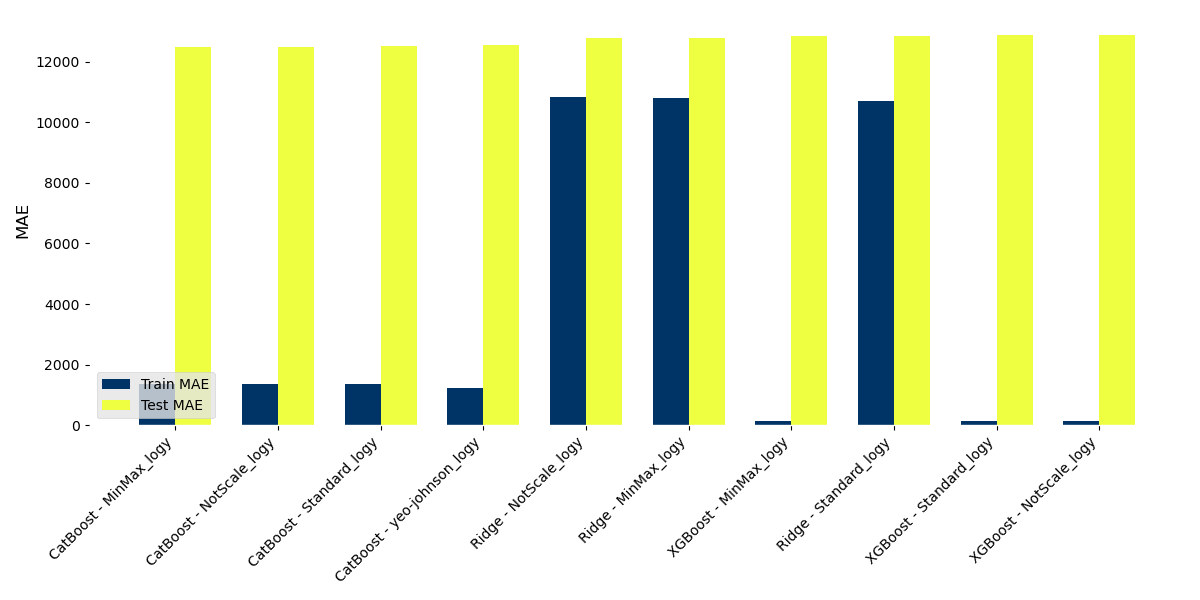 MAE
12000
10000
8000
6000
4000
2000
0
Train MAE
Test MAE
CatBoost - MinMax_logy
CatBoost - NotScale_logy
CatBoost - Standard_logy
CatBoost - yeo-johnson_logy
Ridge - NotScale_logy
Ridge - MinMax_logy
XGBoost - MinMax_logy
Ridge - Standard_logy
XGBoost - Standard_logy
XGBoost - NotScale_logy